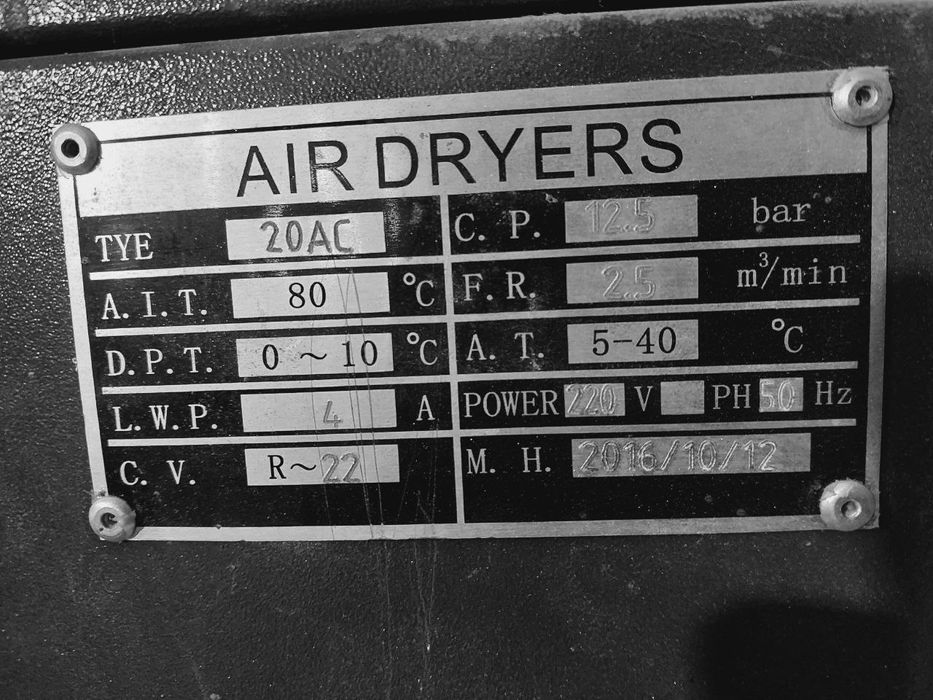 AIR DRYERS
TYE 20AC C. P. 12.5 bar
A.I.T. 80 °C F.R. 2.5 m³/min
D.P.T. 0 ~ 10 °C A. T. 5-40 °C
L.W.P. 4 A POWER 220 V PH 50 Hz
C. V. R~22 M. H. 2016/10/12